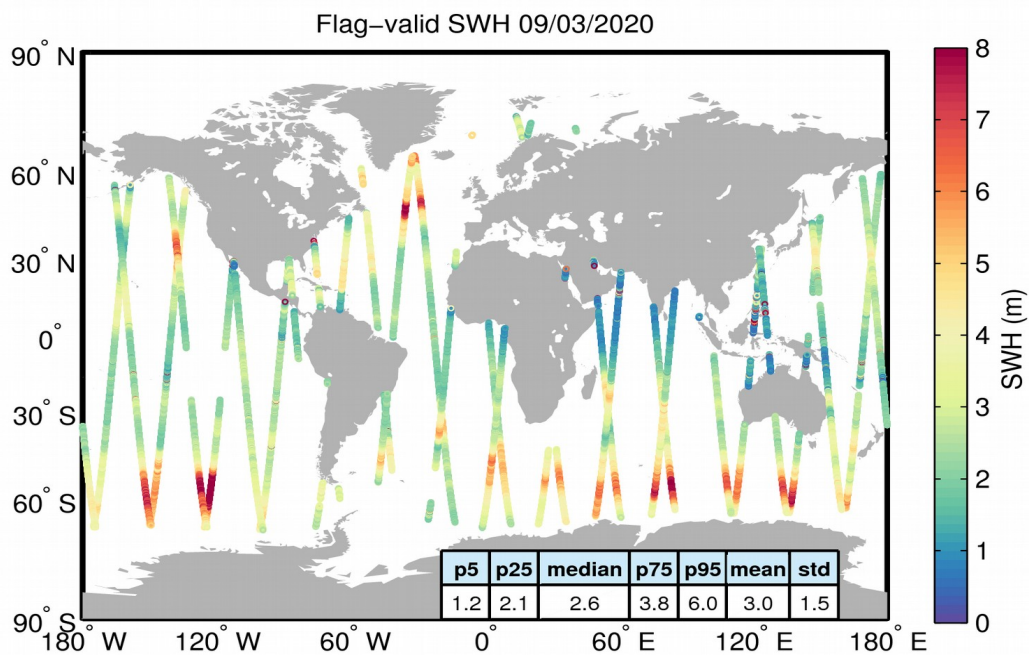 Flag−valid SWH 09/03/2020
90° N
60° N
30° N
0°
30° S
60° S
90° S
180° W
120° W
60° W
0°
60° E
120° E
180° E
p5 p25 median p75 p95 mean std
1.2 2.1 2.6 3.8 6.0 3.0 1.5
8
7
6
5
4
3
2
1
0
SWH (m)